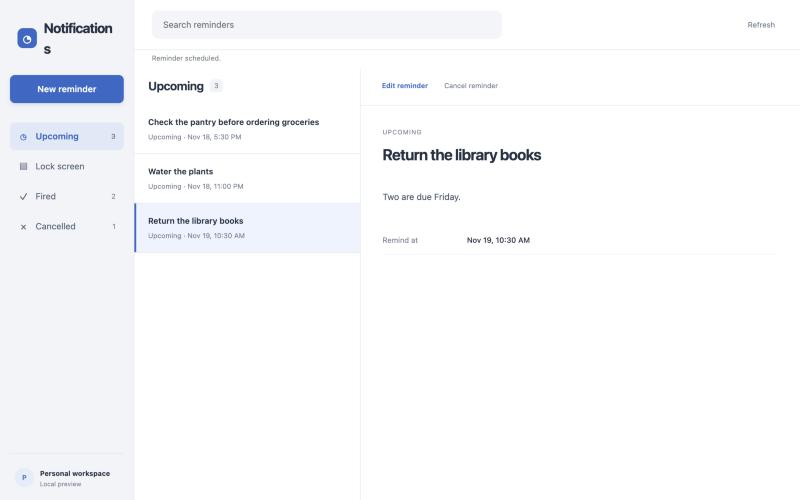 Notification
s
New reminder
Upcoming 3
Lock screen
Fired 2
Cancelled 1
Personal workspace
P
Local preview
Search reminders
Refresh
Reminder scheduled.
Upcoming 3
Check the pantry before ordering groceries
Upcoming · Nov 18, 5:30 PM
Water the plants
Upcoming · Nov 18, 11:00 PM
Return the library books
Upcoming · Nov 19, 10:30 AM
Edit reminder Cancel reminder
UPCOMING
Return the library books
Two are due Friday.
Remind at Nov 19, 10:30 AM